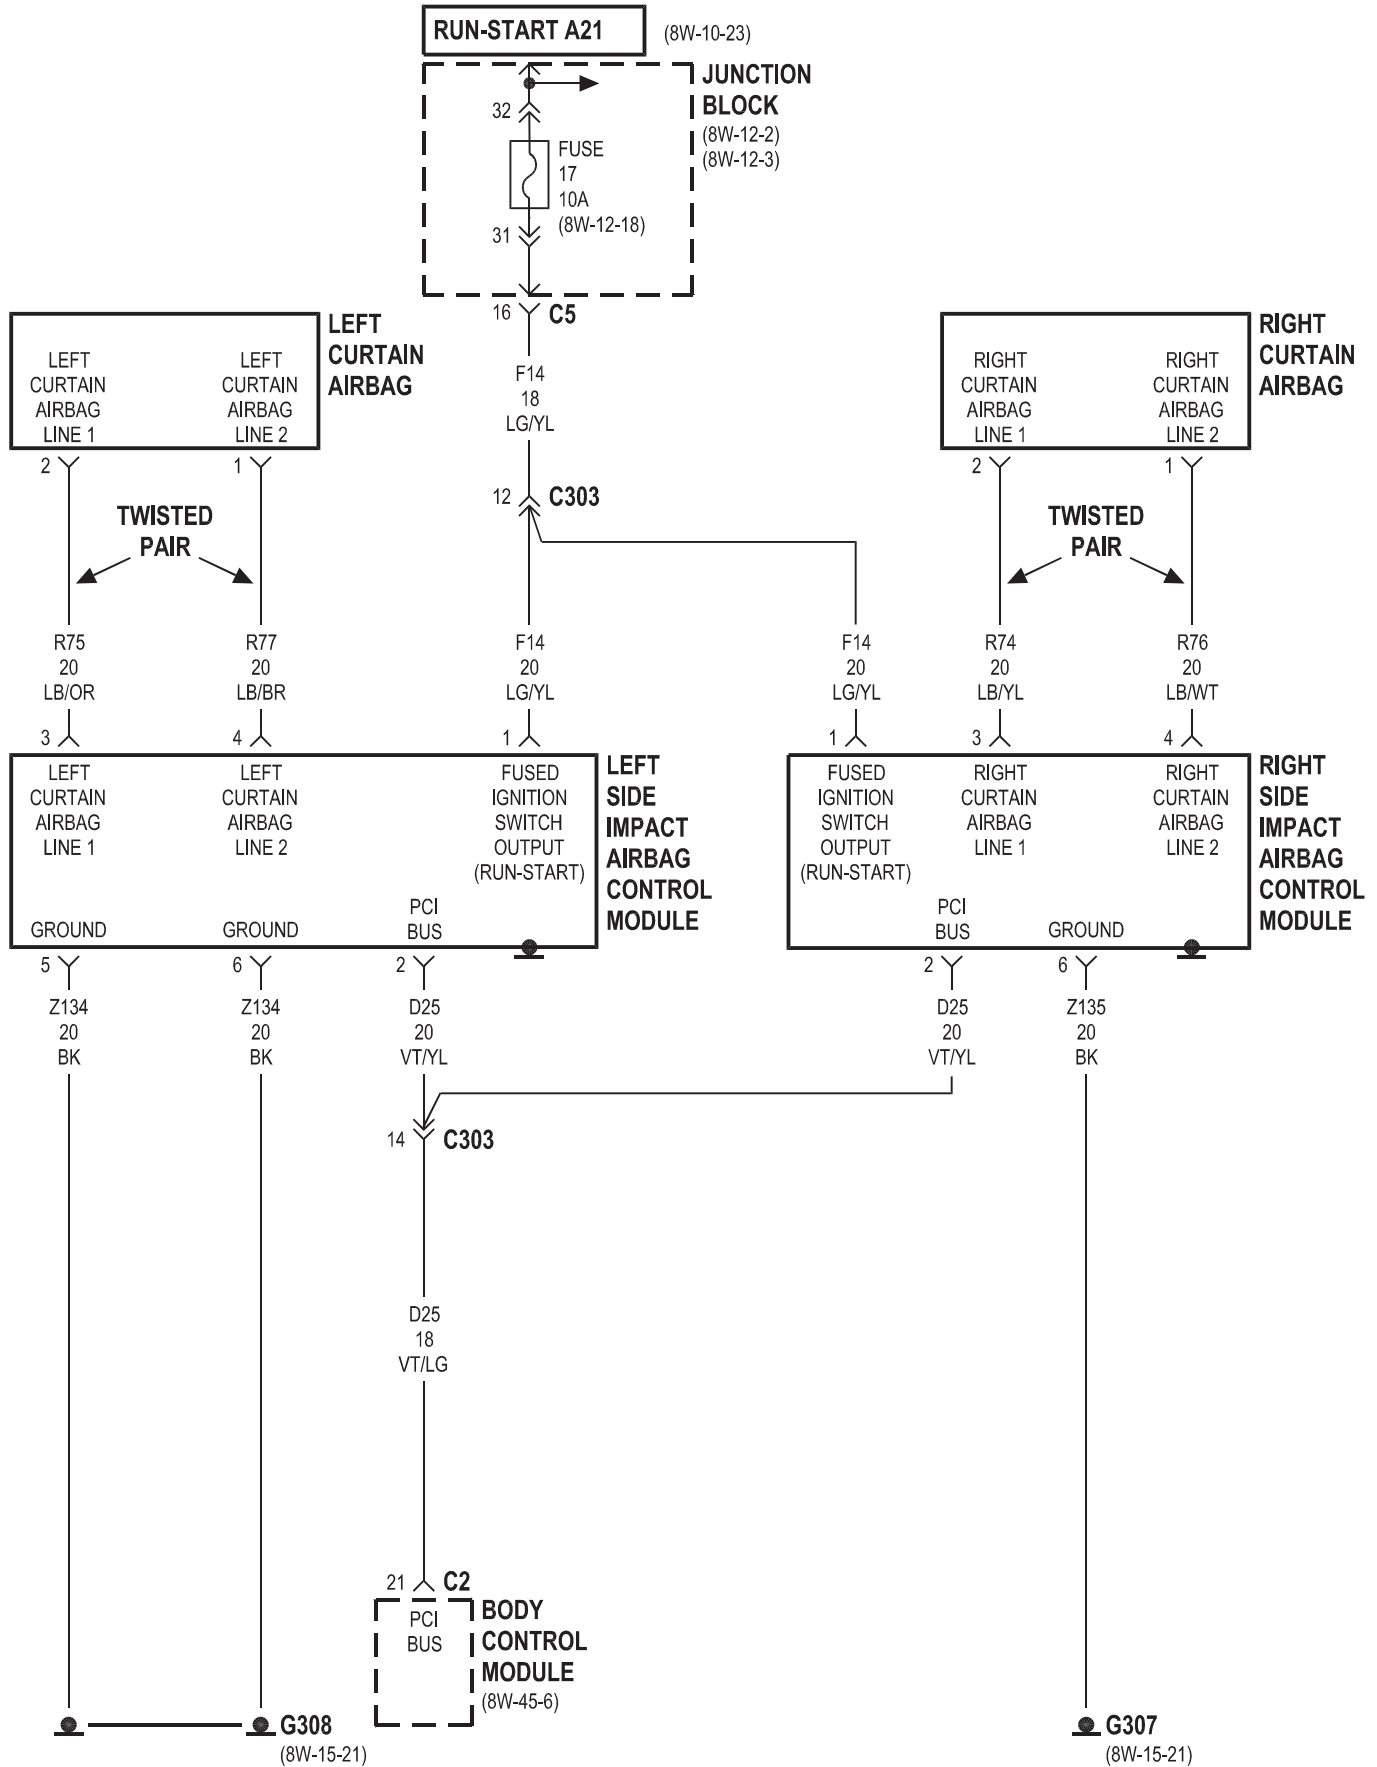 RUN-START A21
(8W-10-23)
JUNCTION
BLOCK
(8W-12-2)
(8W-12-3)
32
FUSE
17
10A
(8W-12-18)
31
16
C5
F14
18
LG/YL
12
C303
LEFT
CURTAIN
AIRBAG
LEFT
CURTAIN
AIRBAG
LINE 1
LEFT
CURTAIN
AIRBAG
LINE 2
2
1
TWISTED
PAIR
R75
20
LB/OR
R77
20
LB/BR
F14
20
LG/YL
RIGHT
CURTAIN
AIRBAG
RIGHT
CURTAIN
AIRBAG
LINE 1
RIGHT
CURTAIN
AIRBAG
LINE 2
2
1
TWISTED
PAIR
F14
20
LG/YL
R74
20
LB/YL
R76
20
LB/WT
3
4
1
LEFT
CURTAIN
AIRBAG
LINE 1
LEFT
CURTAIN
AIRBAG
LINE 2
FUSED
IGNITION
SWITCH
OUTPUT
(RUN-START)
LEFT
SIDE
IMPACT
AIRBAG
CONTROL
MODULE
GROUND
GROUND
PCI
BUS
1
3
4
FUSED
IGNITION
SWITCH
OUTPUT
(RUN-START)
RIGHT
CURTAIN
AIRBAG
LINE 1
RIGHT
CURTAIN
AIRBAG
LINE 2
RIGHT
SIDE
IMPACT
AIRBAG
CONTROL
MODULE
PCI
BUS
GROUND
5
6
2
Z134
20
BK
Z134
20
BK
D25
20
VT/YL
2
6
D25
20
VT/YL
Z135
20
BK
14
C303
D25
18
VT/LG
21
C2
PCI
BUS
BODY
CONTROL
MODULE
(8W-45-6)
G308
(8W-15-21)
G307
(8W-15-21)